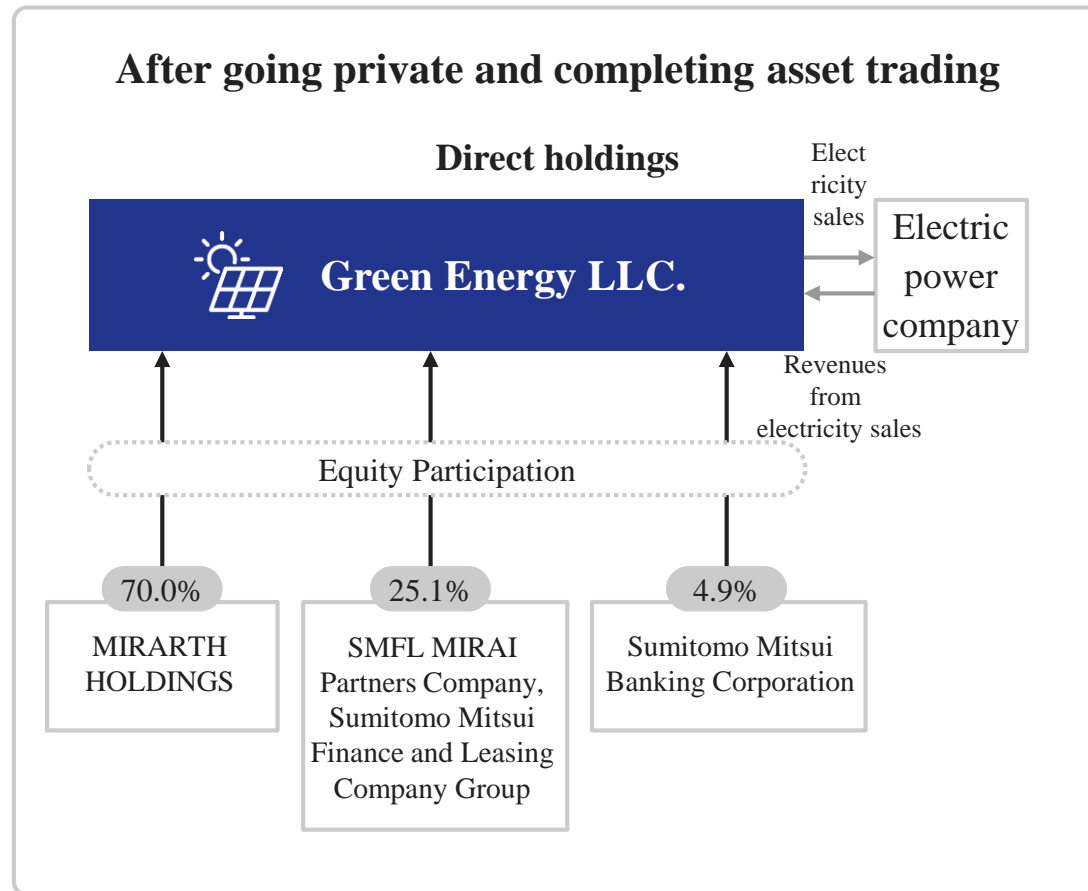 After going private and completing asset trading
Direct holdings
Elect
ricity
sales
Green Energy LLC.
Electric
power
company
Revenues
from
electricity sales
Equity Participation
70.0%
MIRARTH
HOLDINGS
25.1%
SMFL MIRAI
Partners Company,
Sumitomo Mitsui
Finance and Leasing
Company Group
4.9%
Sumitomo Mitsui
Banking Corporation